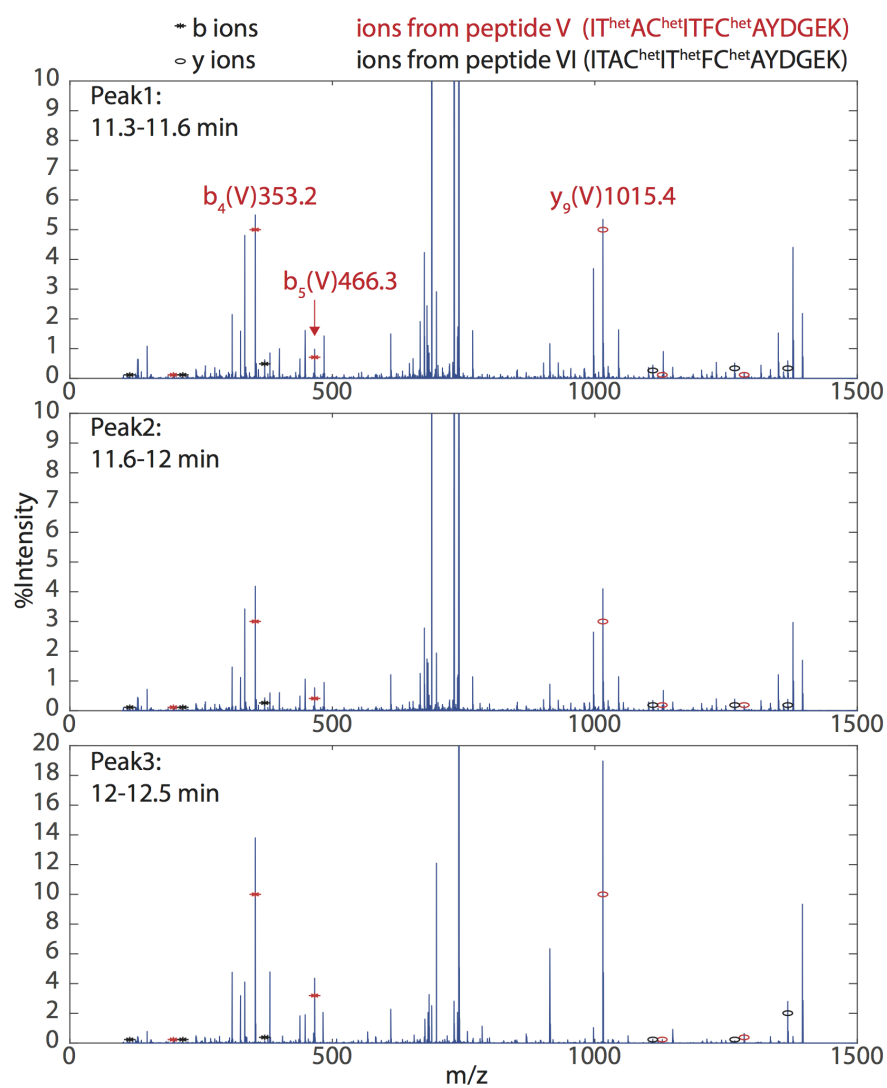 b ions ions from peptide V (ITʰᵉᵗACʰᵉᵗITFCʰᵉᵗAYDGEK)
y ions ions from peptide VI (ITACʰᵉᵗITʰᵉᵗFCʰᵉᵗAYDGEK)
10
9
8
7
6
5
4
3
2
1
0
Peak1:
11.3-11.6 min
b₄(V)353.2
b₅(V)466.3
y₉(V)1015.4
0 500 1000 1500
10
9
8
7
6
5
4
3
2
1
0
Peak2:
11.6-12 min
0 500 1000 1500
%Intensity
20
18
16
14
12
10
8
6
4
2
0
Peak3:
12-12.5 min
0 500 1000 1500
m/z